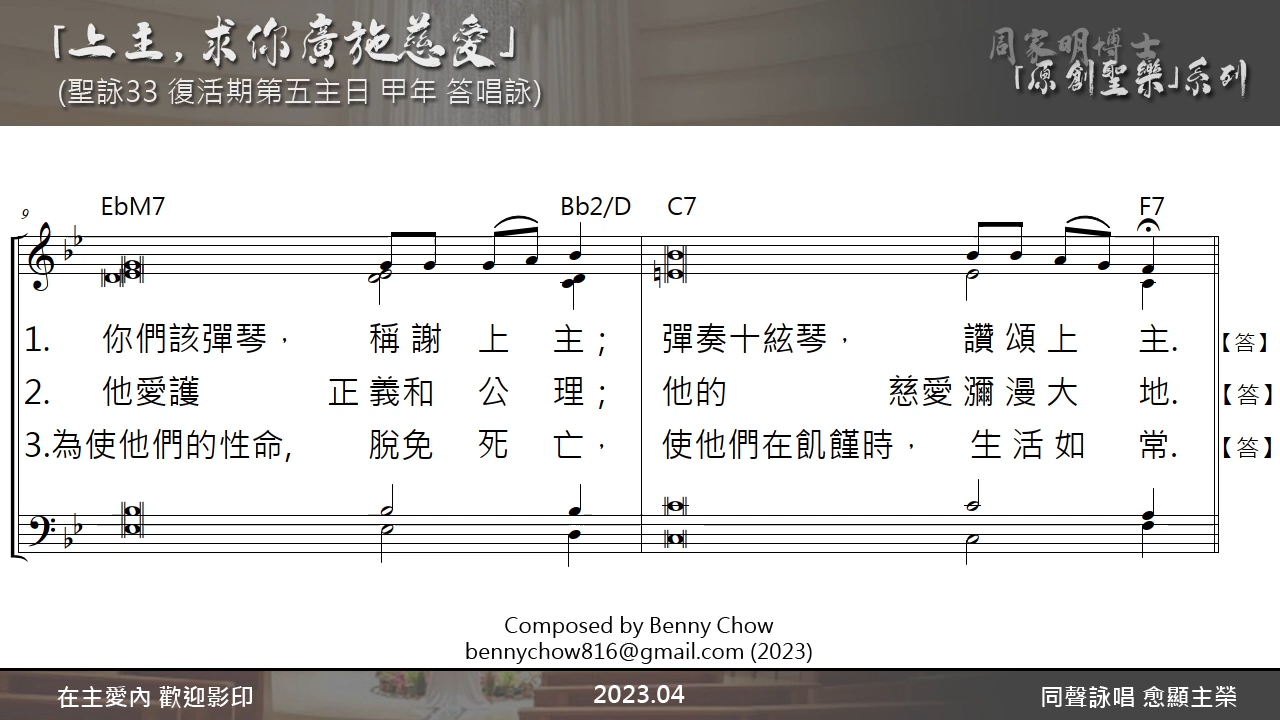 「上主，求你廣施慈愛」
(聖詠33 復活期第五主日 甲年 答唱詠)
周家明博士
「原創聖樂」系列
9
EbM7 Bb2/D C7 F7
1. 你們該彈琴， 稱謝 上 主； 彈奏十絃琴， 讚頌上 主. 【答】
2. 他愛護 正義和 公 理； 他的 慈愛瀰漫大 地. 【答】
3.為使他們的性命, 脫免 死 亡， 使他們在飢饉時， 生活如 常. 【答】
Composed by Benny Chow
bennychow816@gmail.com (2023)
在主愛內 歡迎影印
2023.04
同聲詠唱 愈顯主榮